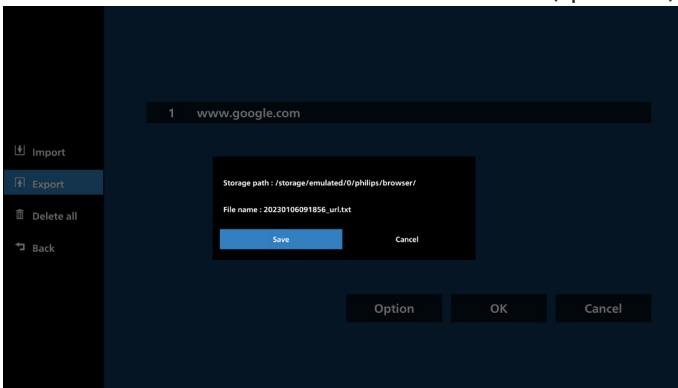 1 www.google.com
Import
Export
Delete all
Back
Storage path : /storage/emulated/0/philips/browser/
File name : 20230106091856_url.txt
Save Cancel
Option OK Cancel